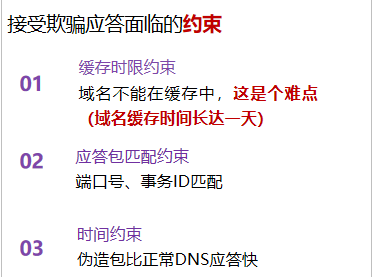 接受欺骗应答面临的约束
01
缓存时限约束
域名不能在缓存中，这是个难点
（域名缓存时间长达一天）
02
应答包匹配约束
端口号、事务ID匹配
03
时间约束
伪造包比正常DNS应答快